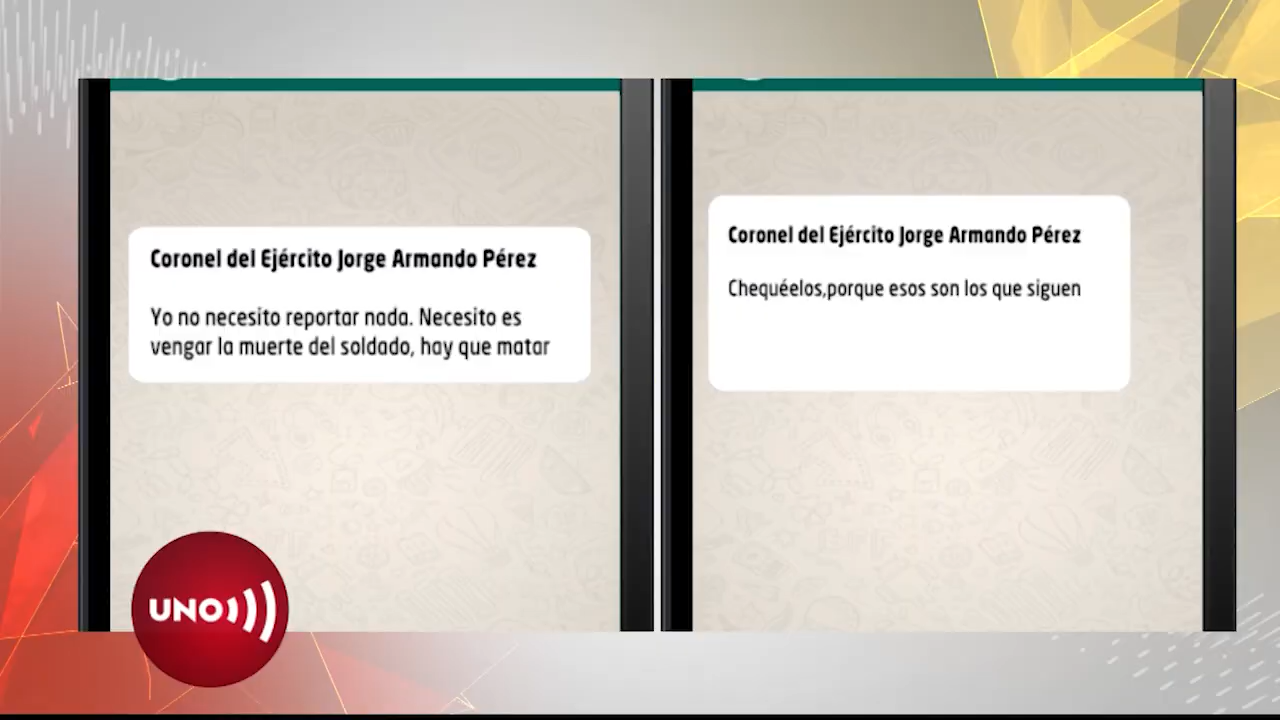 Coronel del Ejército Jorge Armando Pérez
Yo no necesito reportar nada. Necesito es
vengar la muerte del soldado, hay que matar
Coronel del Ejército Jorge Armando Pérez
Chequéelos,porque esos son los que siguen
UNO